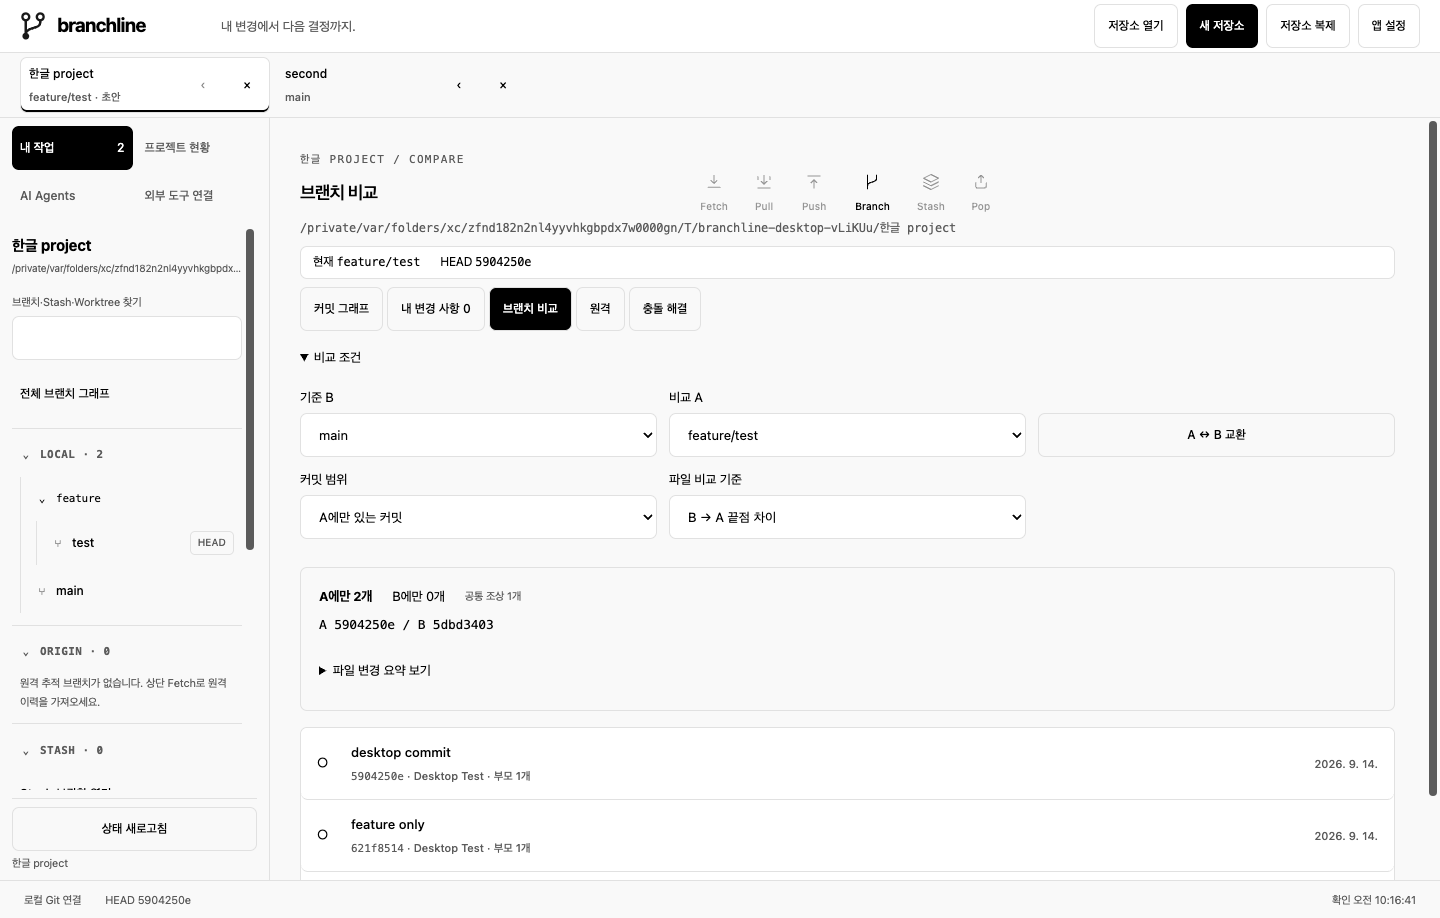 branchline
내 변경에서 다음 결정까지.
저장소 열기
새 저장소
저장소 복제
앱 설정
한글 project
feature/test · 초안
second
main
내 작업 2
프로젝트 현황
AI Agents
외부 도구 연결
한글 project
/private/var/folders/xc/zfnd182n2nl4yyvhkgbpdx...
브랜치·Stash·Worktree 찾기
전체 브랜치 그래프
LOCAL · 2
feature
test HEAD
main
ORIGIN · 0
원격 추적 브랜치가 없습니다. 상단 Fetch로 원격
이력을 가져오세요.
STASH · 0
상태 새로고침
한글 project
한글 PROJECT / COMPARE
브랜치 비교
Fetch
Pull
Push
Branch
Stash
Pop
/private/var/folders/xc/zfnd182n2nl4yyvhkgbpdx7w0000gn/T/branchline-desktop-vLiKUu/한글 project
현재 feature/test HEAD 5904250e
커밋 그래프
내 변경 사항 0
브랜치 비교
원격
충돌 해결
▼ 비교 조건
기준 B
main
비교 A
feature/test
A ↔ B 교환
커밋 범위
A에만 있는 커밋
파일 비교 기준
B → A 끝점 차이
A에만 2개 B에만 0개 공통 조상 1개
A 5904250e / B 5dbd3403
▶ 파일 변경 요약 보기
desktop commit
5904250e · Desktop Test · 부모 1개
2026. 9. 14.
feature only
621f8514 · Desktop Test · 부모 1개
2026. 9. 14.
로컬 Git 연결
HEAD 5904250e
확인 오전 10:16:41